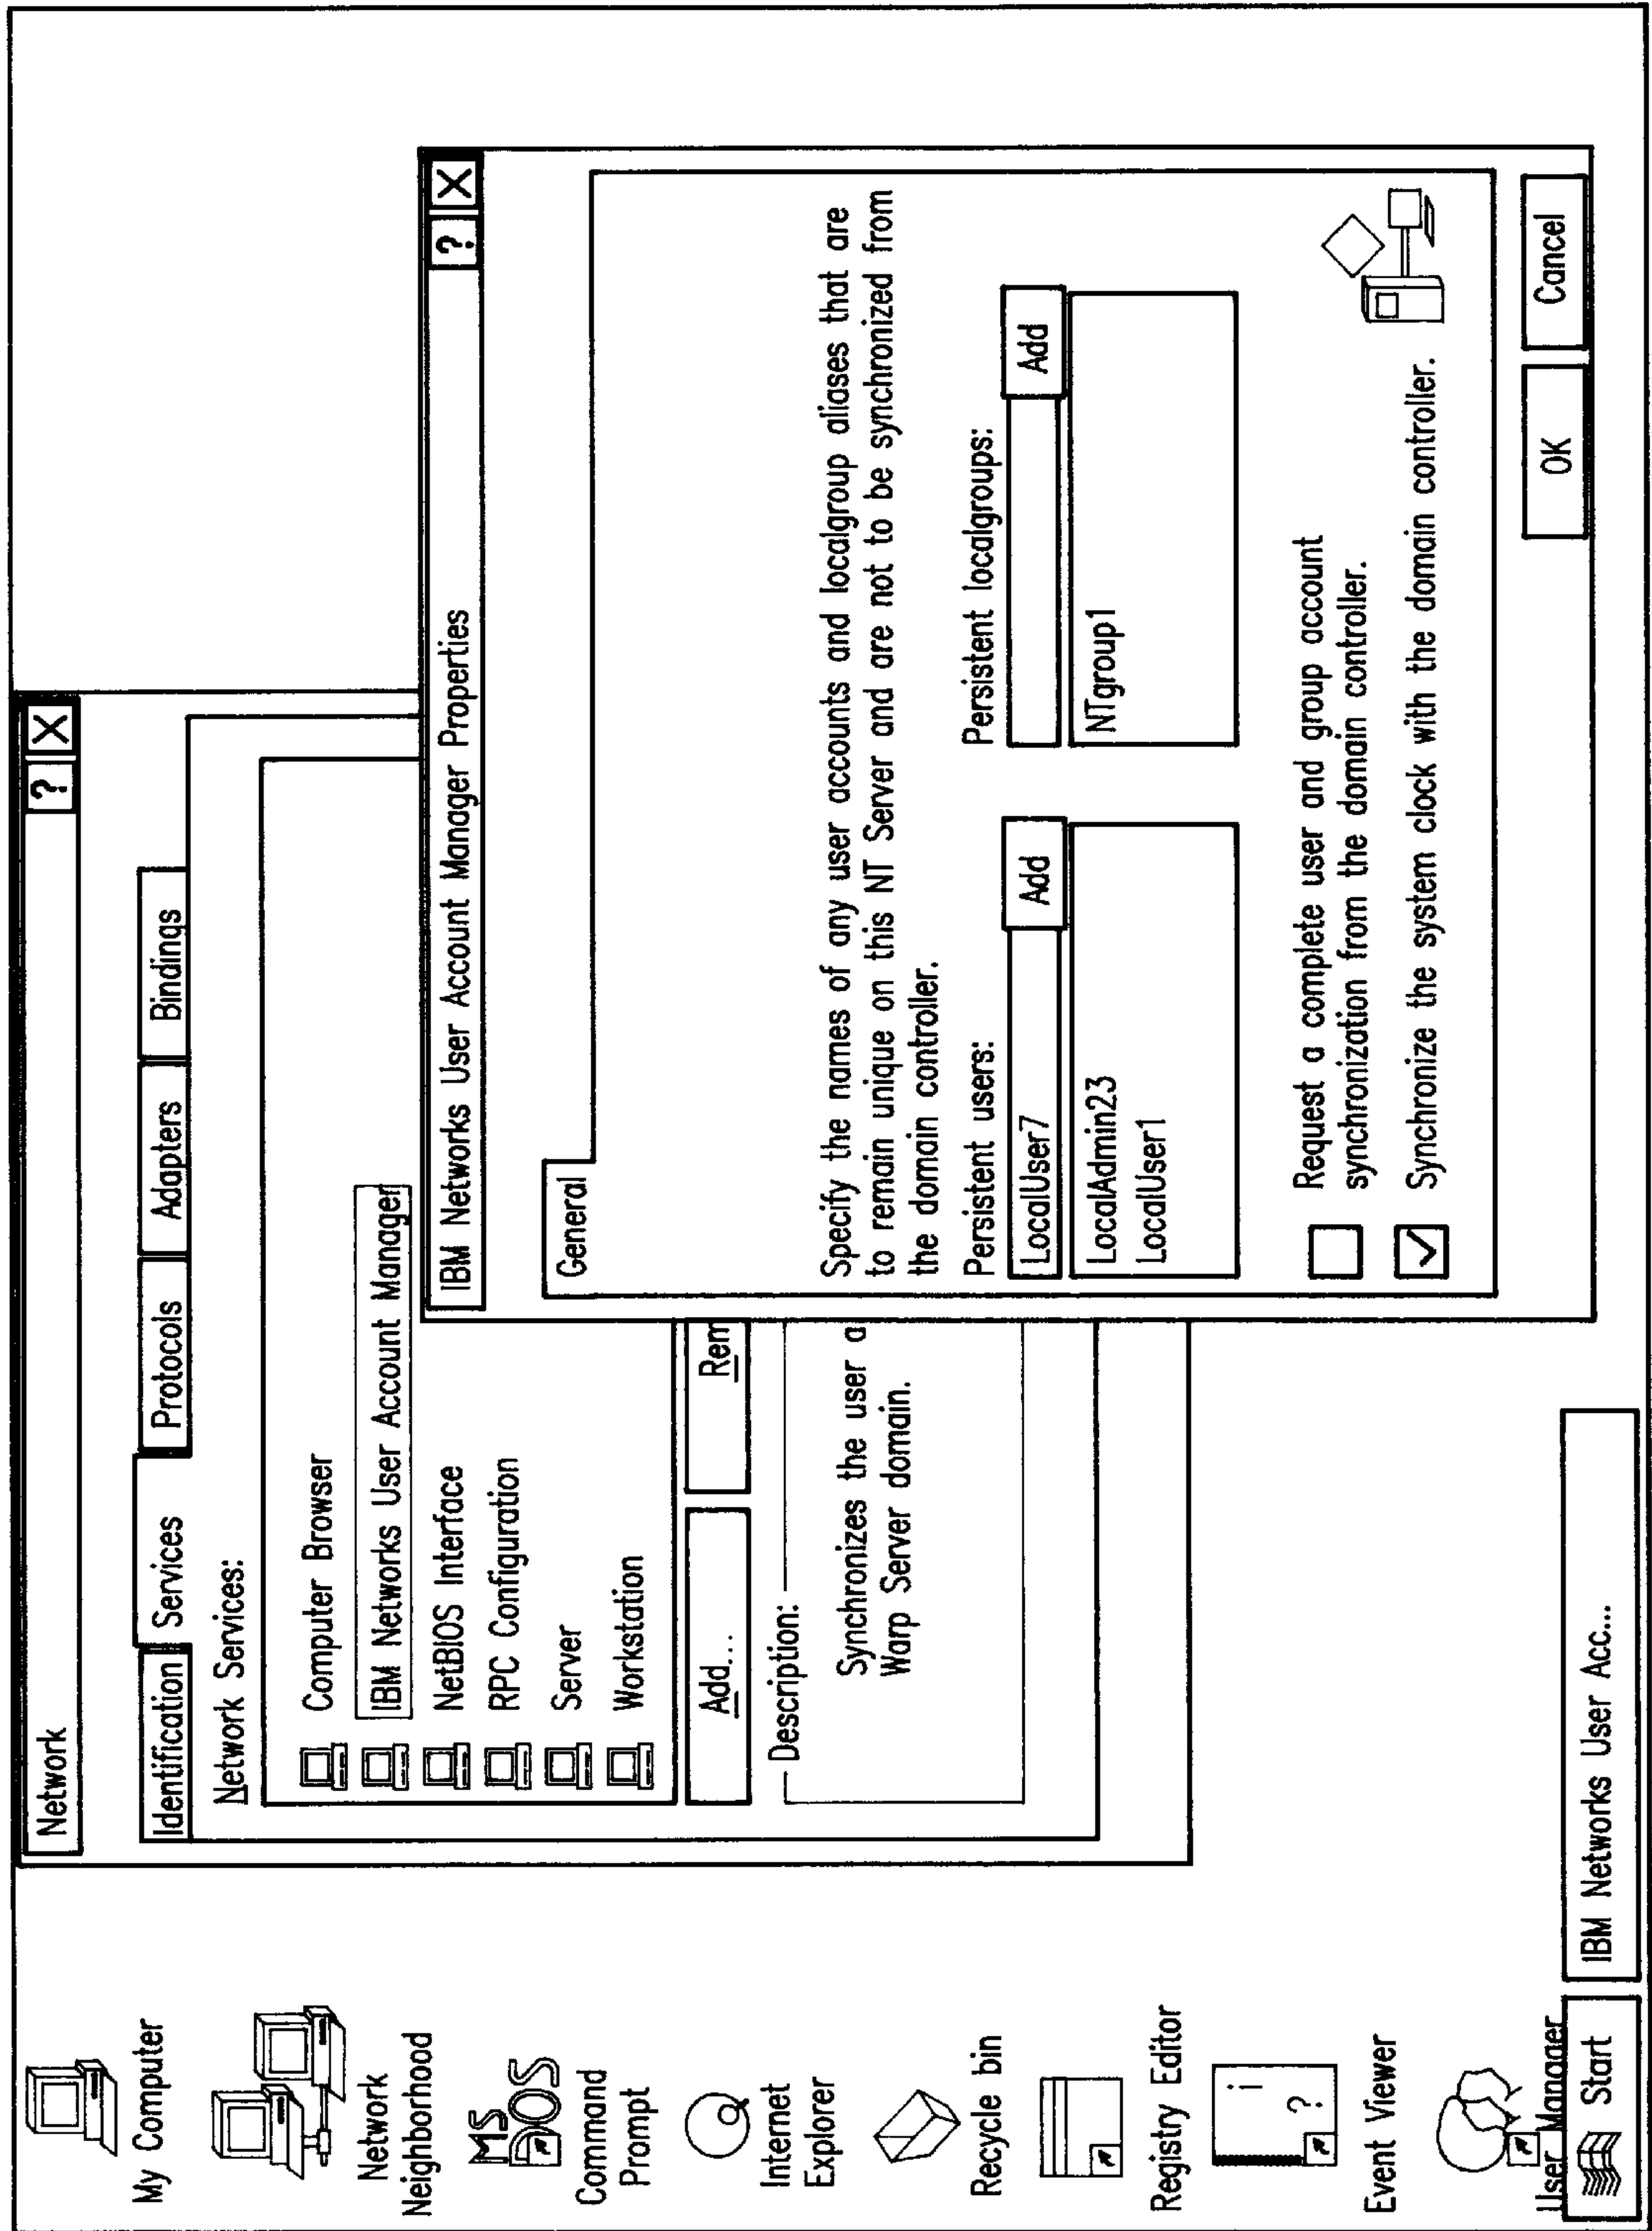 My Computer
Network
Neighborhood
MS
DOS
Command
Prompt
Internet
Explorer
Recycle bin
Registry Editor
i
?
Event Viewer
User Manager
Start
IBM Networks User Acc...
Network
? X
Identification Services Protocols Adapters Bindings
Network Services:
Computer Browser
IBM Networks User Account Manager
NetBIOS Interface
RPC Configuration
Server
Workstation
Add... Rem
Description:
Synchronizes the user a
Warp Server domain.
IBM Networks User Account Manager Properties
? X
General
Specify the names of any user accounts and localgroup aliases that are
to remain unique on this NT Server and are not to be synchronized from
the domain controller.
Persistent users:
LocalUser7 Add
LocalAdmin23
LocalUser1
Persistent localgroups:
Add
NTgroup1
Request a complete user and group account
synchronization from the domain controller.
Synchronize the system clock with the domain controller.
OK Cancel